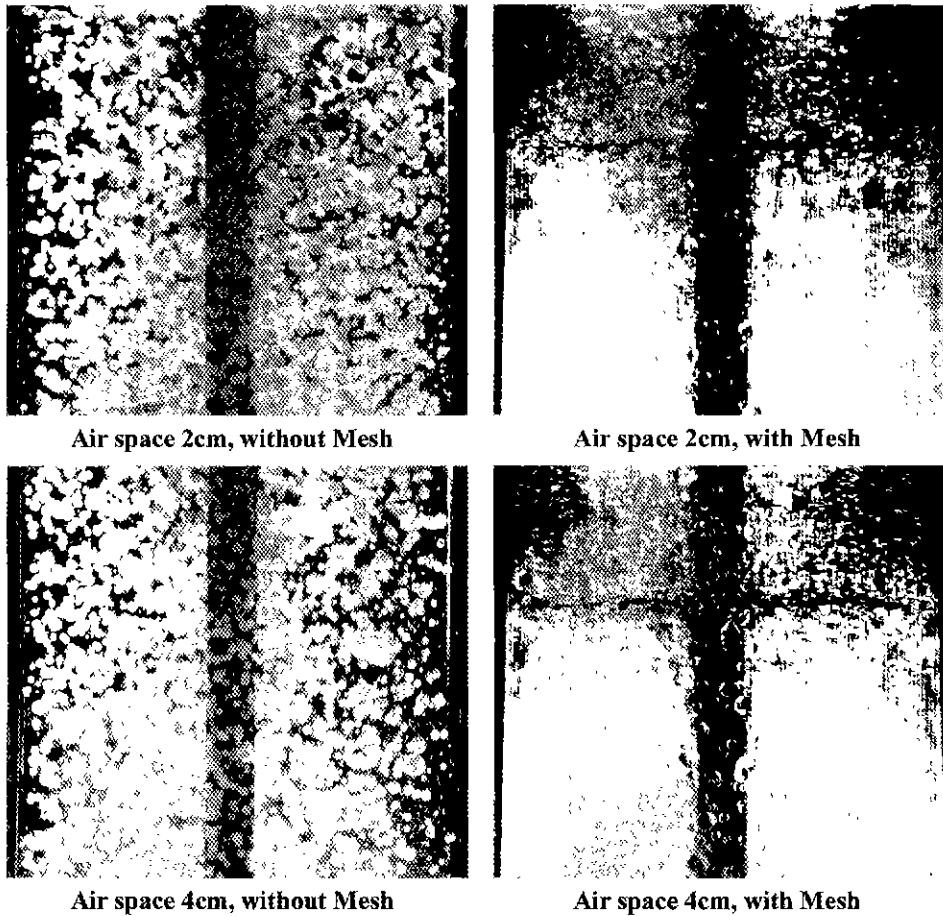 Air space 2cm, without Mesh
Air space 2cm, with Mesh
Air space 4cm, without Mesh
Air space 4cm, with Mesh